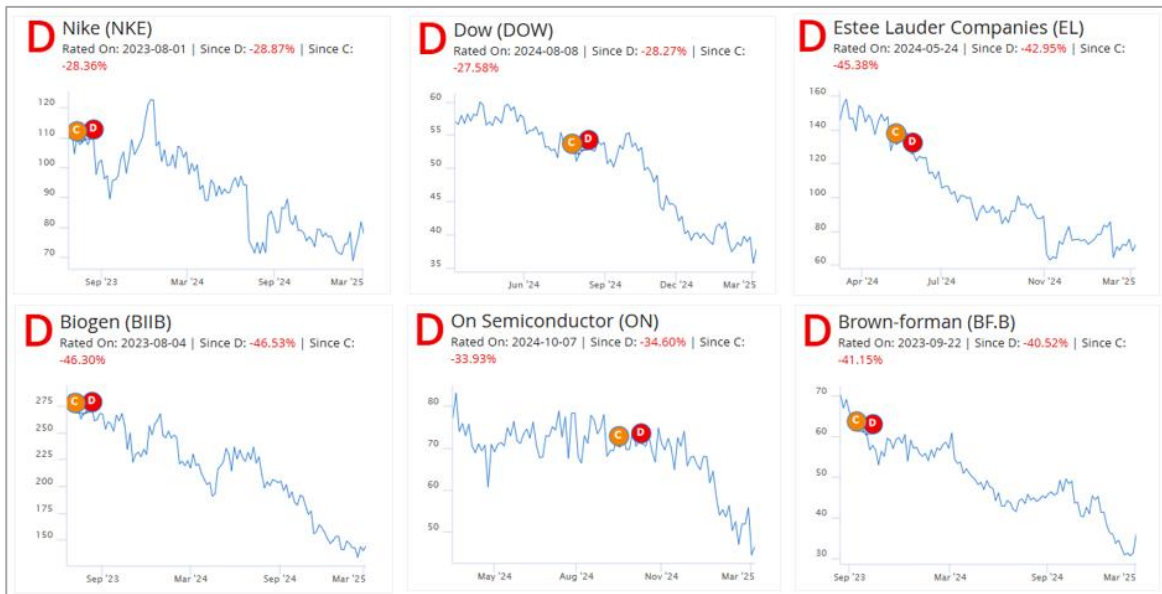 D Nike (NKE)
Rated On: 2023-08-01 | Since D: -28.87% | Since C:
-28.36%
120
110
100
90
80
70
C D
Sep '23 Mar '24 Sep '24 Mar '25
D Dow (DOW)
Rated On: 2024-08-08 | Since D: -28.27% | Since C:
-27.58%
60
55
50
45
40
35
C D
Jun '24 Sep '24 Dec '24 Mar '25
D Estee Lauder Companies (EL)
Rated On: 2024-05-24 | Since D: -42.95% | Since C:
-45.38%
160
140
120
100
80
60
C D
Apr '24 Jul '24 Nov '24 Mar '25
D Biogen (BIIB)
Rated On: 2023-08-04 | Since D: -46.53% | Since C:
-46.30%
275
250
225
200
175
150
C D
Sep '23 Mar '24 Sep '24 Mar '25
D On Semiconductor (ON)
Rated On: 2024-10-07 | Since D: -34.60% | Since C:
-33.93%
80
70
60
50
C D
May '24 Aug '24 Nov '24 Mar '25
D Brown-forman (BF.B)
Rated On: 2023-09-22 | Since D: -40.52% | Since C:
-41.15%
70
60
50
40
30
C D
Sep '23 Mar '24 Sep '24 Mar '25